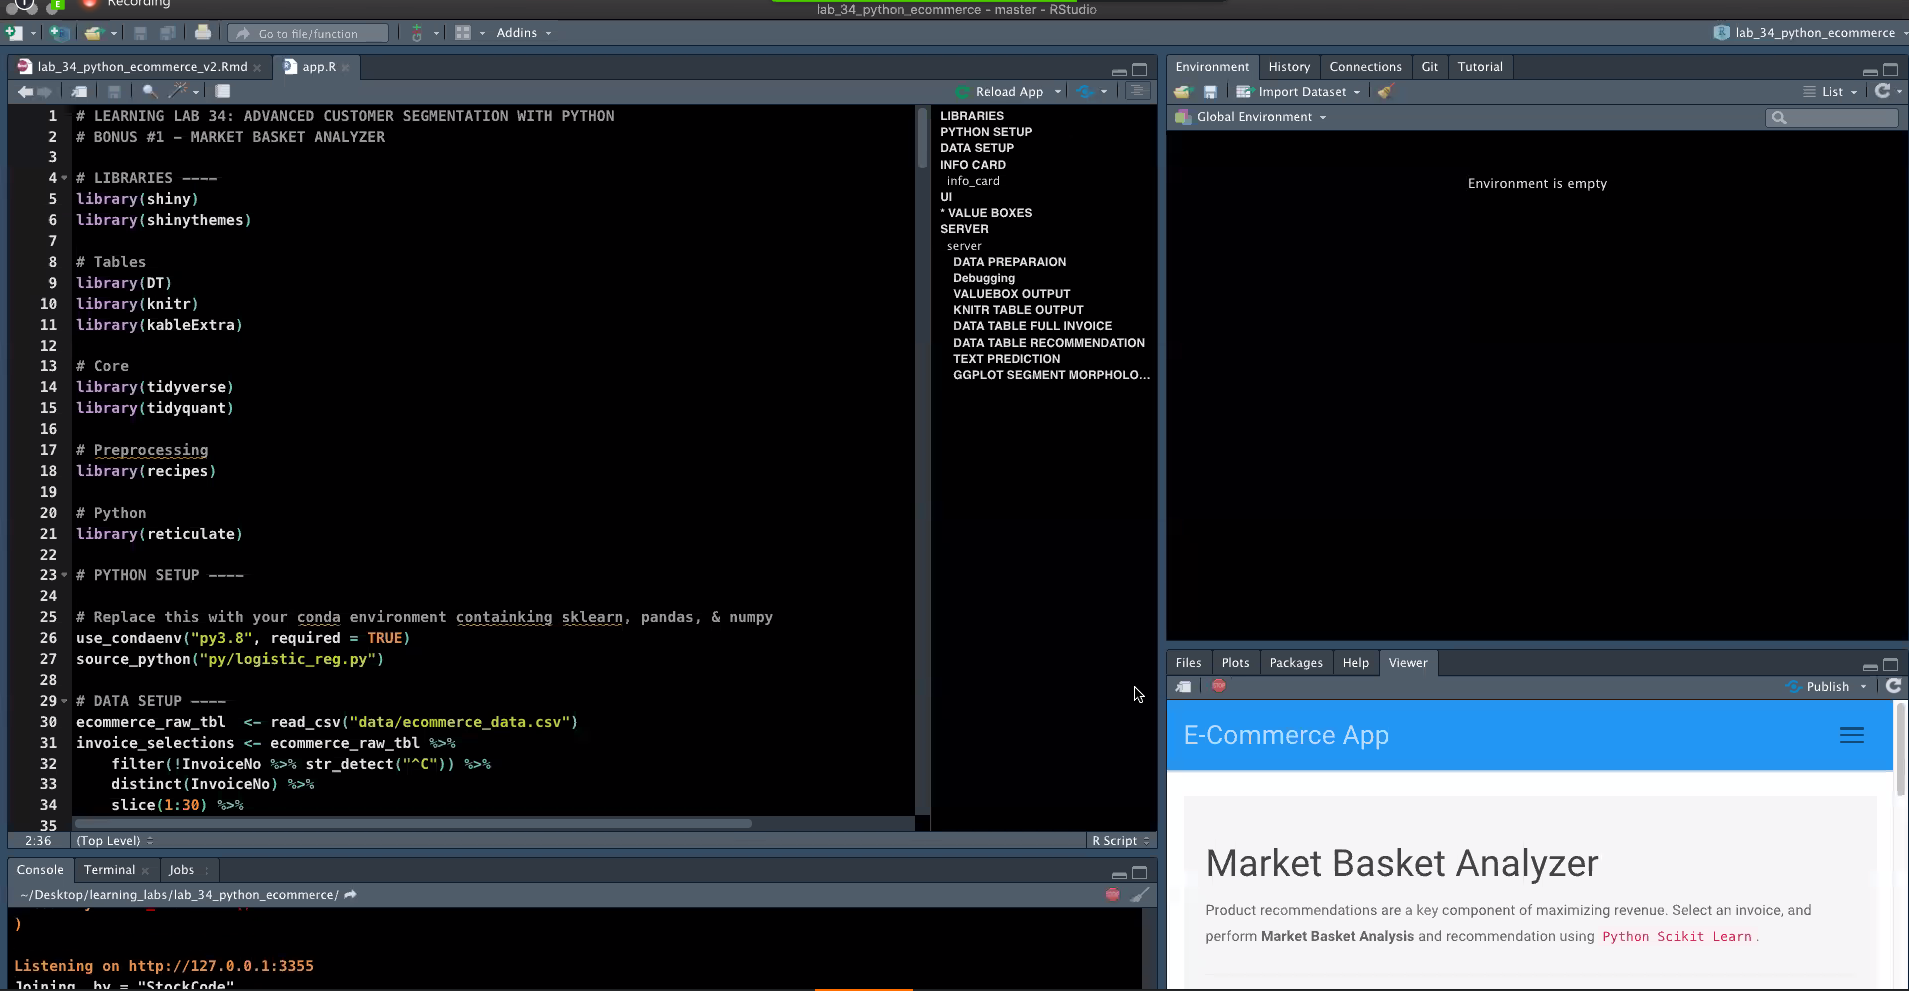 Recording
lab_34_python_ecommerce - master - RStudio
Go to file/function
Addins
lab_34_python_ecommerce
lab_34_python_ecommerce_v2.Rmd
app.R
Reload App
1 # LEARNING LAB 34: ADVANCED CUSTOMER SEGMENTATION WITH PYTHON
2 # BONUS #1 - MARKET BASKET ANALYZER
3
4 # LIBRARIES ----
5 library(shiny)
6 library(shinythemes)
7
8 # Tables
9 library(DT)
10 library(knitr)
11 library(kableExtra)
12
13 # Core
14 library(tidyverse)
15 library(tidyquant)
16
17 # Preprocessing
18 library(recipes)
19
20 # Python
21 library(reticulate)
22
23 # PYTHON SETUP ----
24
25 # Replace this with your conda environment containking sklearn, pandas, & numpy
26 use_condaenv("py3.8", required = TRUE)
27 source_python("py/logistic_reg.py")
28
29 # DATA SETUP ----
30 ecommerce_raw_tbl  <- read_csv("data/ecommerce_data.csv")
31 invoice_selections <- ecommerce_raw_tbl %>%
32     filter(!InvoiceNo %>% str_detect("^C")) %>%
33     distinct(InvoiceNo) %>%
34     slice(1:30) %>%
35
2:36 (Top Level)
R Script
LIBRARIES
PYTHON SETUP
DATA SETUP
INFO CARD
info_card
UI
* VALUE BOXES
SERVER
server
DATA PREPARAION
Debugging
VALUEBOX OUTPUT
KNITR TABLE OUTPUT
DATA TABLE FULL INVOICE
DATA TABLE RECOMMENDATION
TEXT PREDICTION
GGPLOT SEGMENT MORPHOLO...
Console Terminal Jobs
~/Desktop/learning_labs/lab_34_python_ecommerce/
)
Listening on http://127.0.0.1:3355
Joining, by = "StockCode"
Environment History Connections Git Tutorial
Import Dataset
List
Global Environment
Environment is empty
Files Plots Packages Help Viewer
Publish
E-Commerce App
Market Basket Analyzer
Product recommendations are a key component of maximizing revenue. Select an invoice, and
perform Market Basket Analysis and recommendation using Python Scikit Learn .